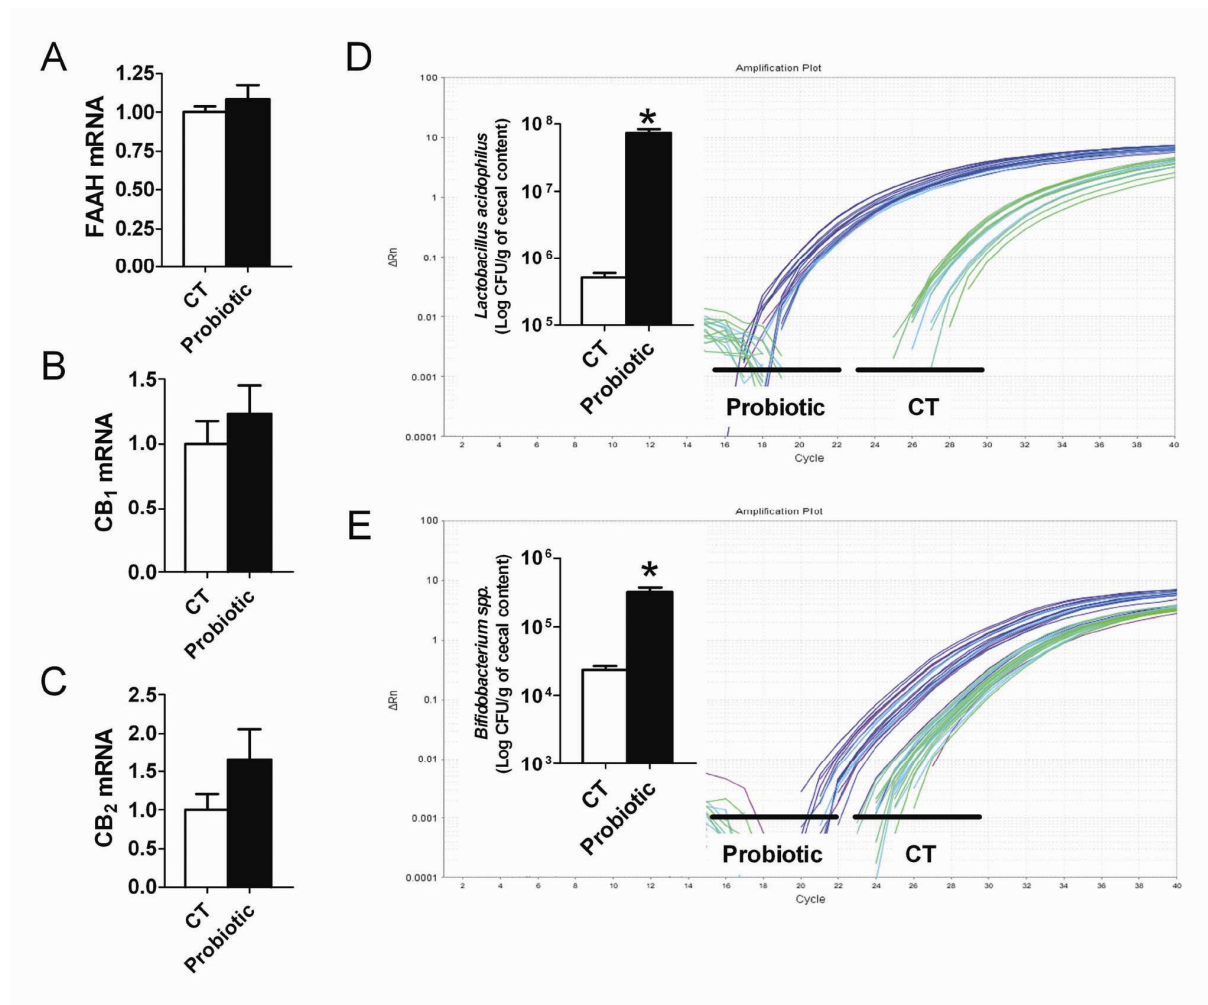 A
FAAH mRNA
1.25
1.00
0.75
0.50
0.25
0.00
CT
Probiotic
B
CB1 mRNA
1.5
1.0
0.5
0.0
CT
Probiotic
C
CB2 mRNA
2.5
2.0
1.5
1.0
0.5
0.0
CT
Probiotic
D
Amplification Plot
ΔRn
100
10
1
0.1
0.01
0.001
0.0001
2 4 6 8 10 12 14 16 18 20 22 24 26 28 30 32 34 36 38 40
Cycle
Lactobacillus acidophilus
(Log CFU/g of cecal content)
10^8
10^7
10^6
10^5
*
CT
Probiotic
Probiotic
CT
E
Amplification Plot
ΔRn
100
10
1
0.1
0.01
0.001
0.0001
2 4 6 8 10 12 14 16 18 20 22 24 26 28 30 32 34 36 38 40
Cycle
Bifidobacterium spp.
(Log CFU/g of cecal content)
10^6
10^5
10^4
10^3
*
CT
Probiotic
Probiotic
CT